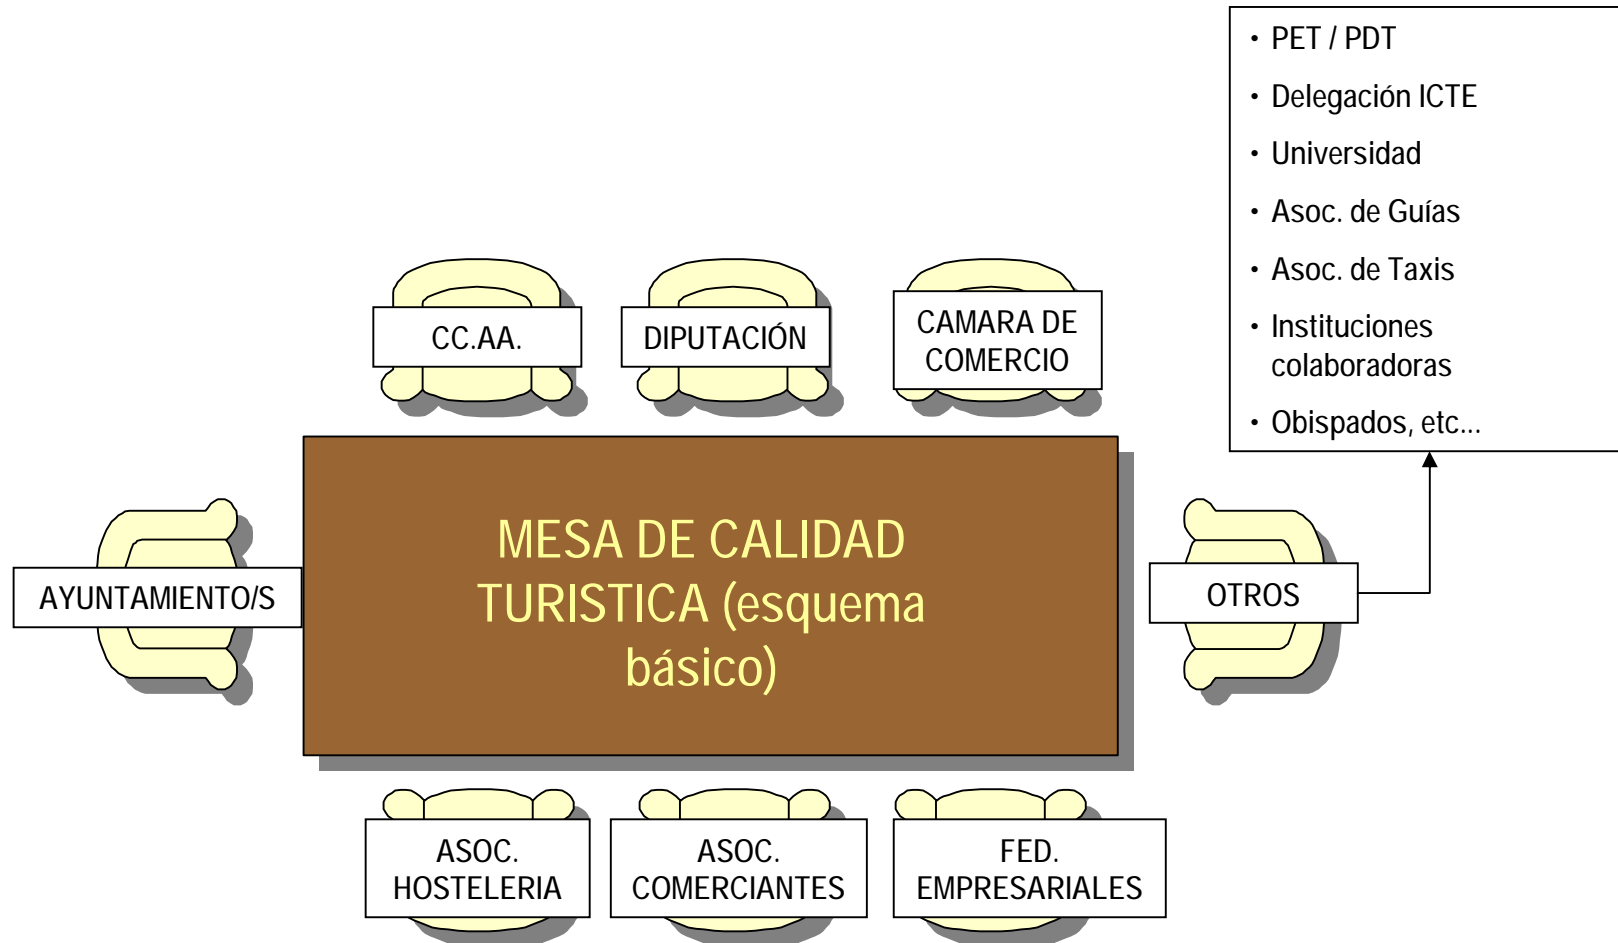 • PET / PDT
• Delegación ICTE
• Universidad
• Asoc. de Guías
• Asoc. de Taxis
• Instituciones
colaboradoras
• Obispados, etc...
CC.AA.
DIPUTACIÓN
CAMARA DE
COMERCIO
AYUNTAMIENTO/S
MESA DE CALIDAD
TURISTICA (esquema
básico)
OTROS
ASOC.
HOSTELERIA
ASOC.
COMERCIANTES
FED.
EMPRESARIALES